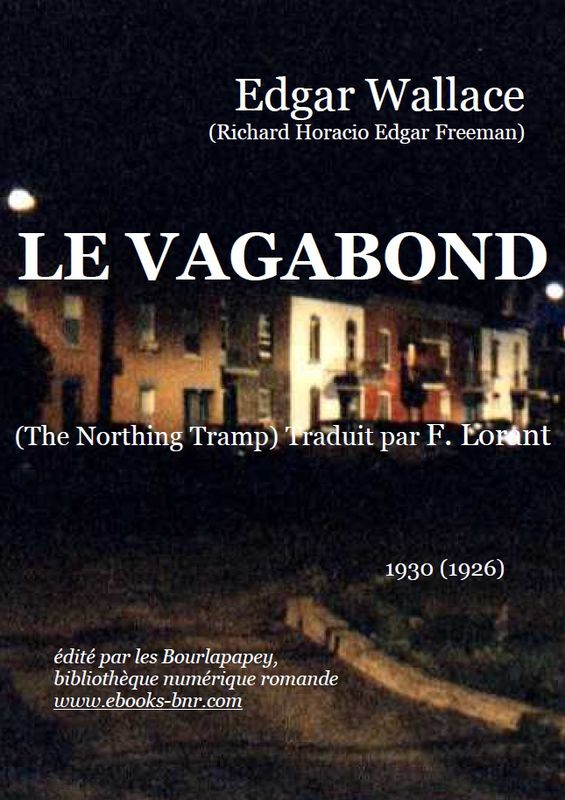 Edgar Wallace
(Richard Horacio Edgar Freeman)
LE VAGABOND
(The Northing Tramp) Traduit par F. Lorant
1930 (1926)
édité par les Bourlapapey,
bibliothèque numérique romande
www.ebooks-bnr.com